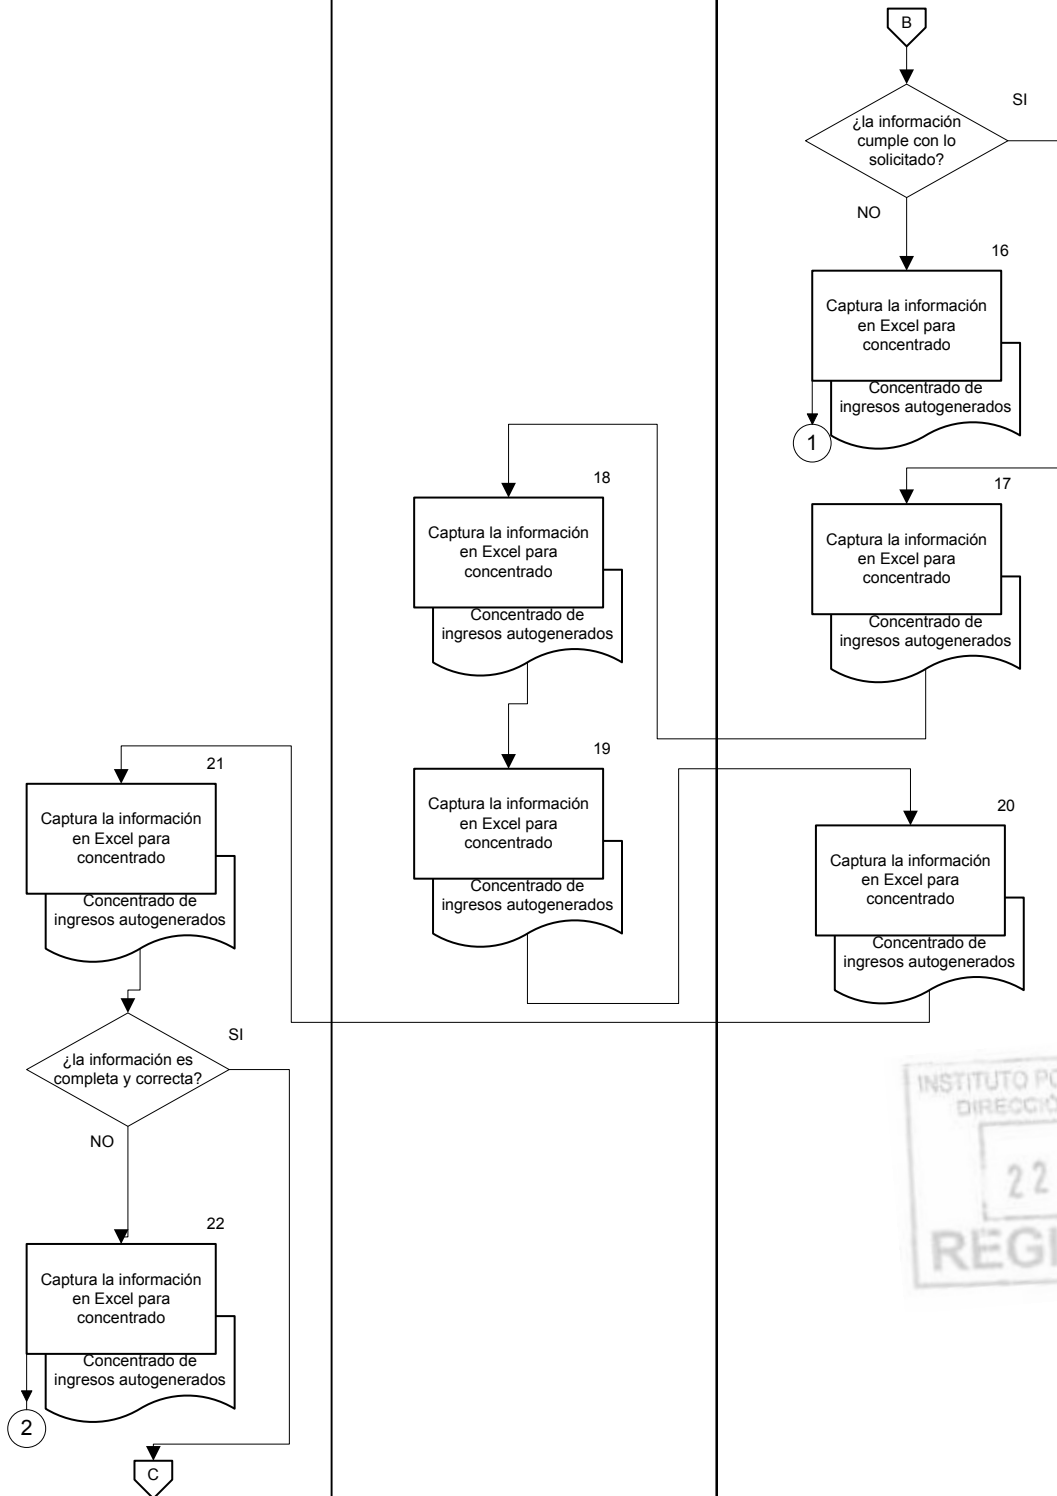 B
¿la información
cumple con lo
solicitado?
SI
NO
16
Captura la información
en Excel para
concentrado
Concentrado de
ingresos autogenerados
1
17
Captura la información
en Excel para
concentrado
Concentrado de
ingresos autogenerados
18
Captura la información
en Excel para
concentrado
Concentrado de
ingresos autogenerados
19
Captura la información
en Excel para
concentrado
Concentrado de
ingresos autogenerados
20
Captura la información
en Excel para
concentrado
Concentrado de
ingresos autogenerados
21
Captura la información
en Excel para
concentrado
Concentrado de
ingresos autogenerados
¿la información es
completa y correcta?
SI
NO
22
Captura la información
en Excel para
concentrado
Concentrado de
ingresos autogenerados
2
C
INSTITUTO
22